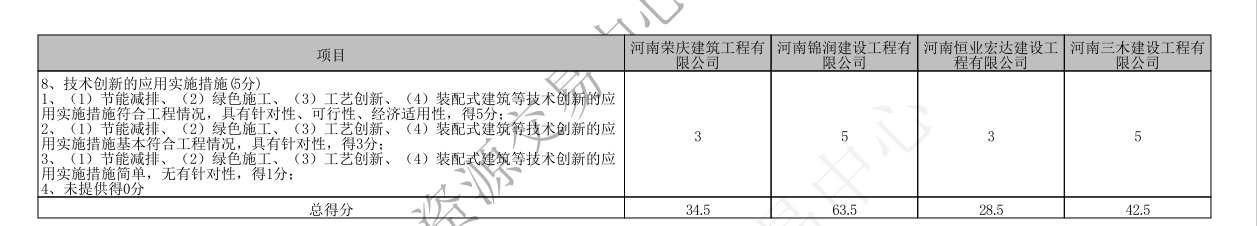 项目
河南荣庆建筑工程有
限公司
河南锦润建设工程有
限公司
河南恒业宏达建设工
程有限公司
河南三木建设工程有
限公司
8、技术创新的应用实施措施(5分)
1、（1）节能减排、（2）绿色施工、（3）工艺创新、（4）装配式建筑等技术创新的应
用实施措施符合工程情况，具有针对性、可行性、经济适用性，得5分；
2、（1）节能减排、（2）绿色施工、（3）工艺创新、（4）装配式建筑等技术创新的应
用实施措施基本符合工程情况，具有针对性，得3分；
3、（1）节能减排、（2）绿色施工、（3）工艺创新、（4）装配式建筑等技术创新的应
用实施措施简单，无有针对性，得1分；
4、未提供得0分
3
5
3
5
总得分
34.5
63.5
28.5
42.5
资源交易中心
易中心